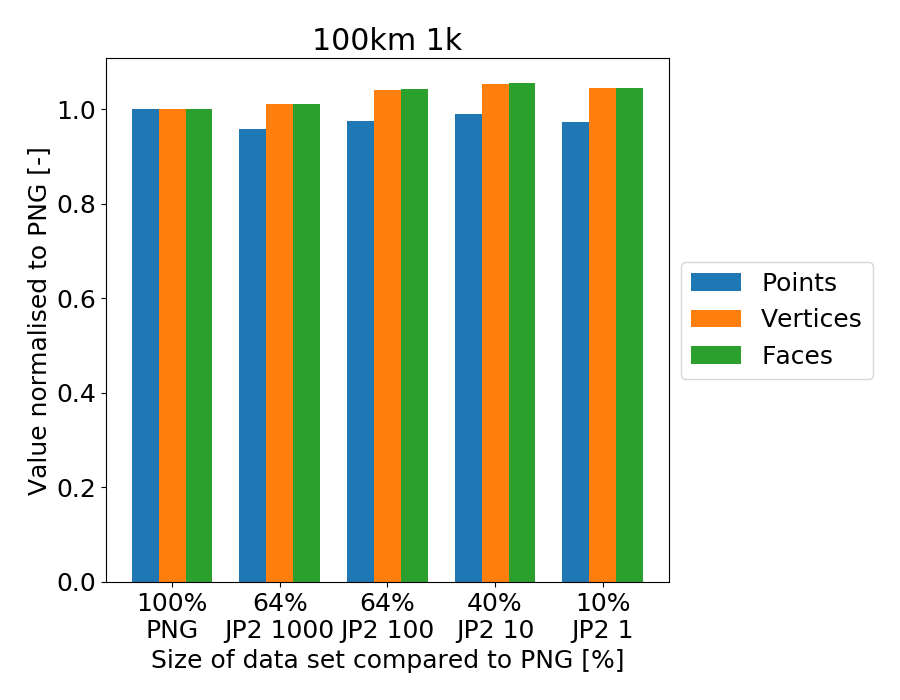 100km 1k
Value normalised to PNG [-]
1.0
0.8
0.6
0.4
0.2
0.0
100% 64% 64% 40% 10%
PNG JP2 1000 JP2 100 JP2 10 JP2 1
Size of data set compared to PNG [%]
Points
Vertices
Faces